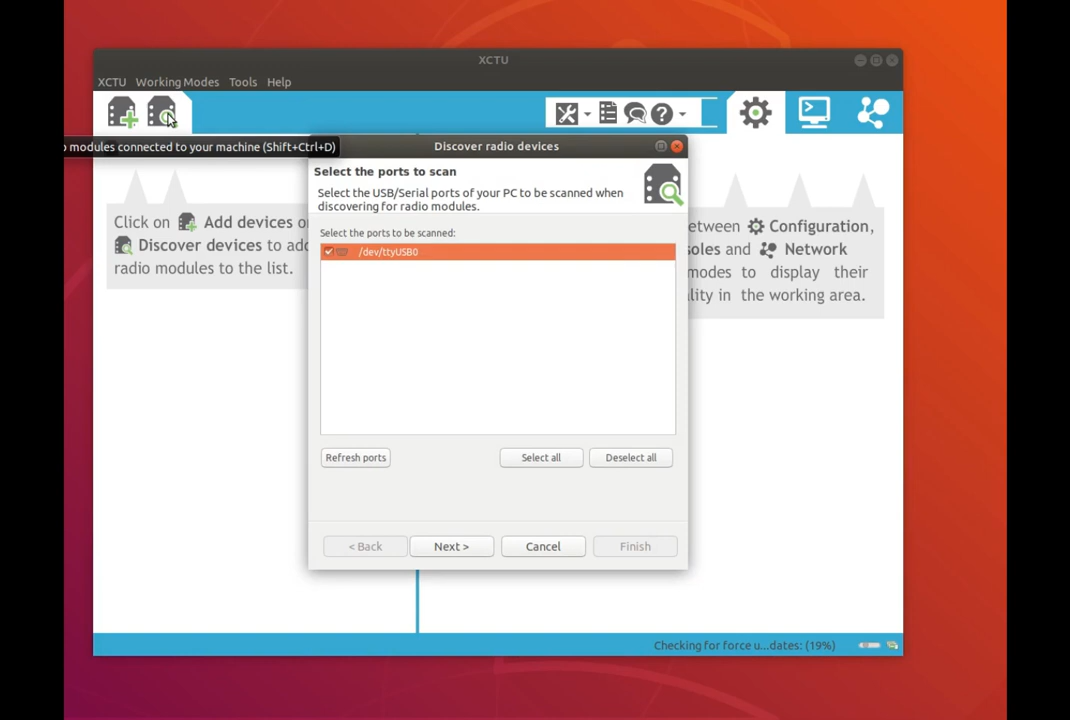 XCTU
XCTU Working Modes Tools Help
modules connected to your machine (Shift+Ctrl+D)
Discover radio devices
Select the ports to scan
Select the USB/Serial ports of your PC to be scanned when
discovering for radio modules.
Select the ports to be scanned:
/dev/ttyUSB0
Click on Add devices
Discover devices to add
radio modules to the list.
etween Configuration,
soles and Network
modes to display their
lity in the working area.
Refresh ports
Select all
Deselect all
< Back
Next >
Cancel
Finish
Checking for force u...dates: (19%)